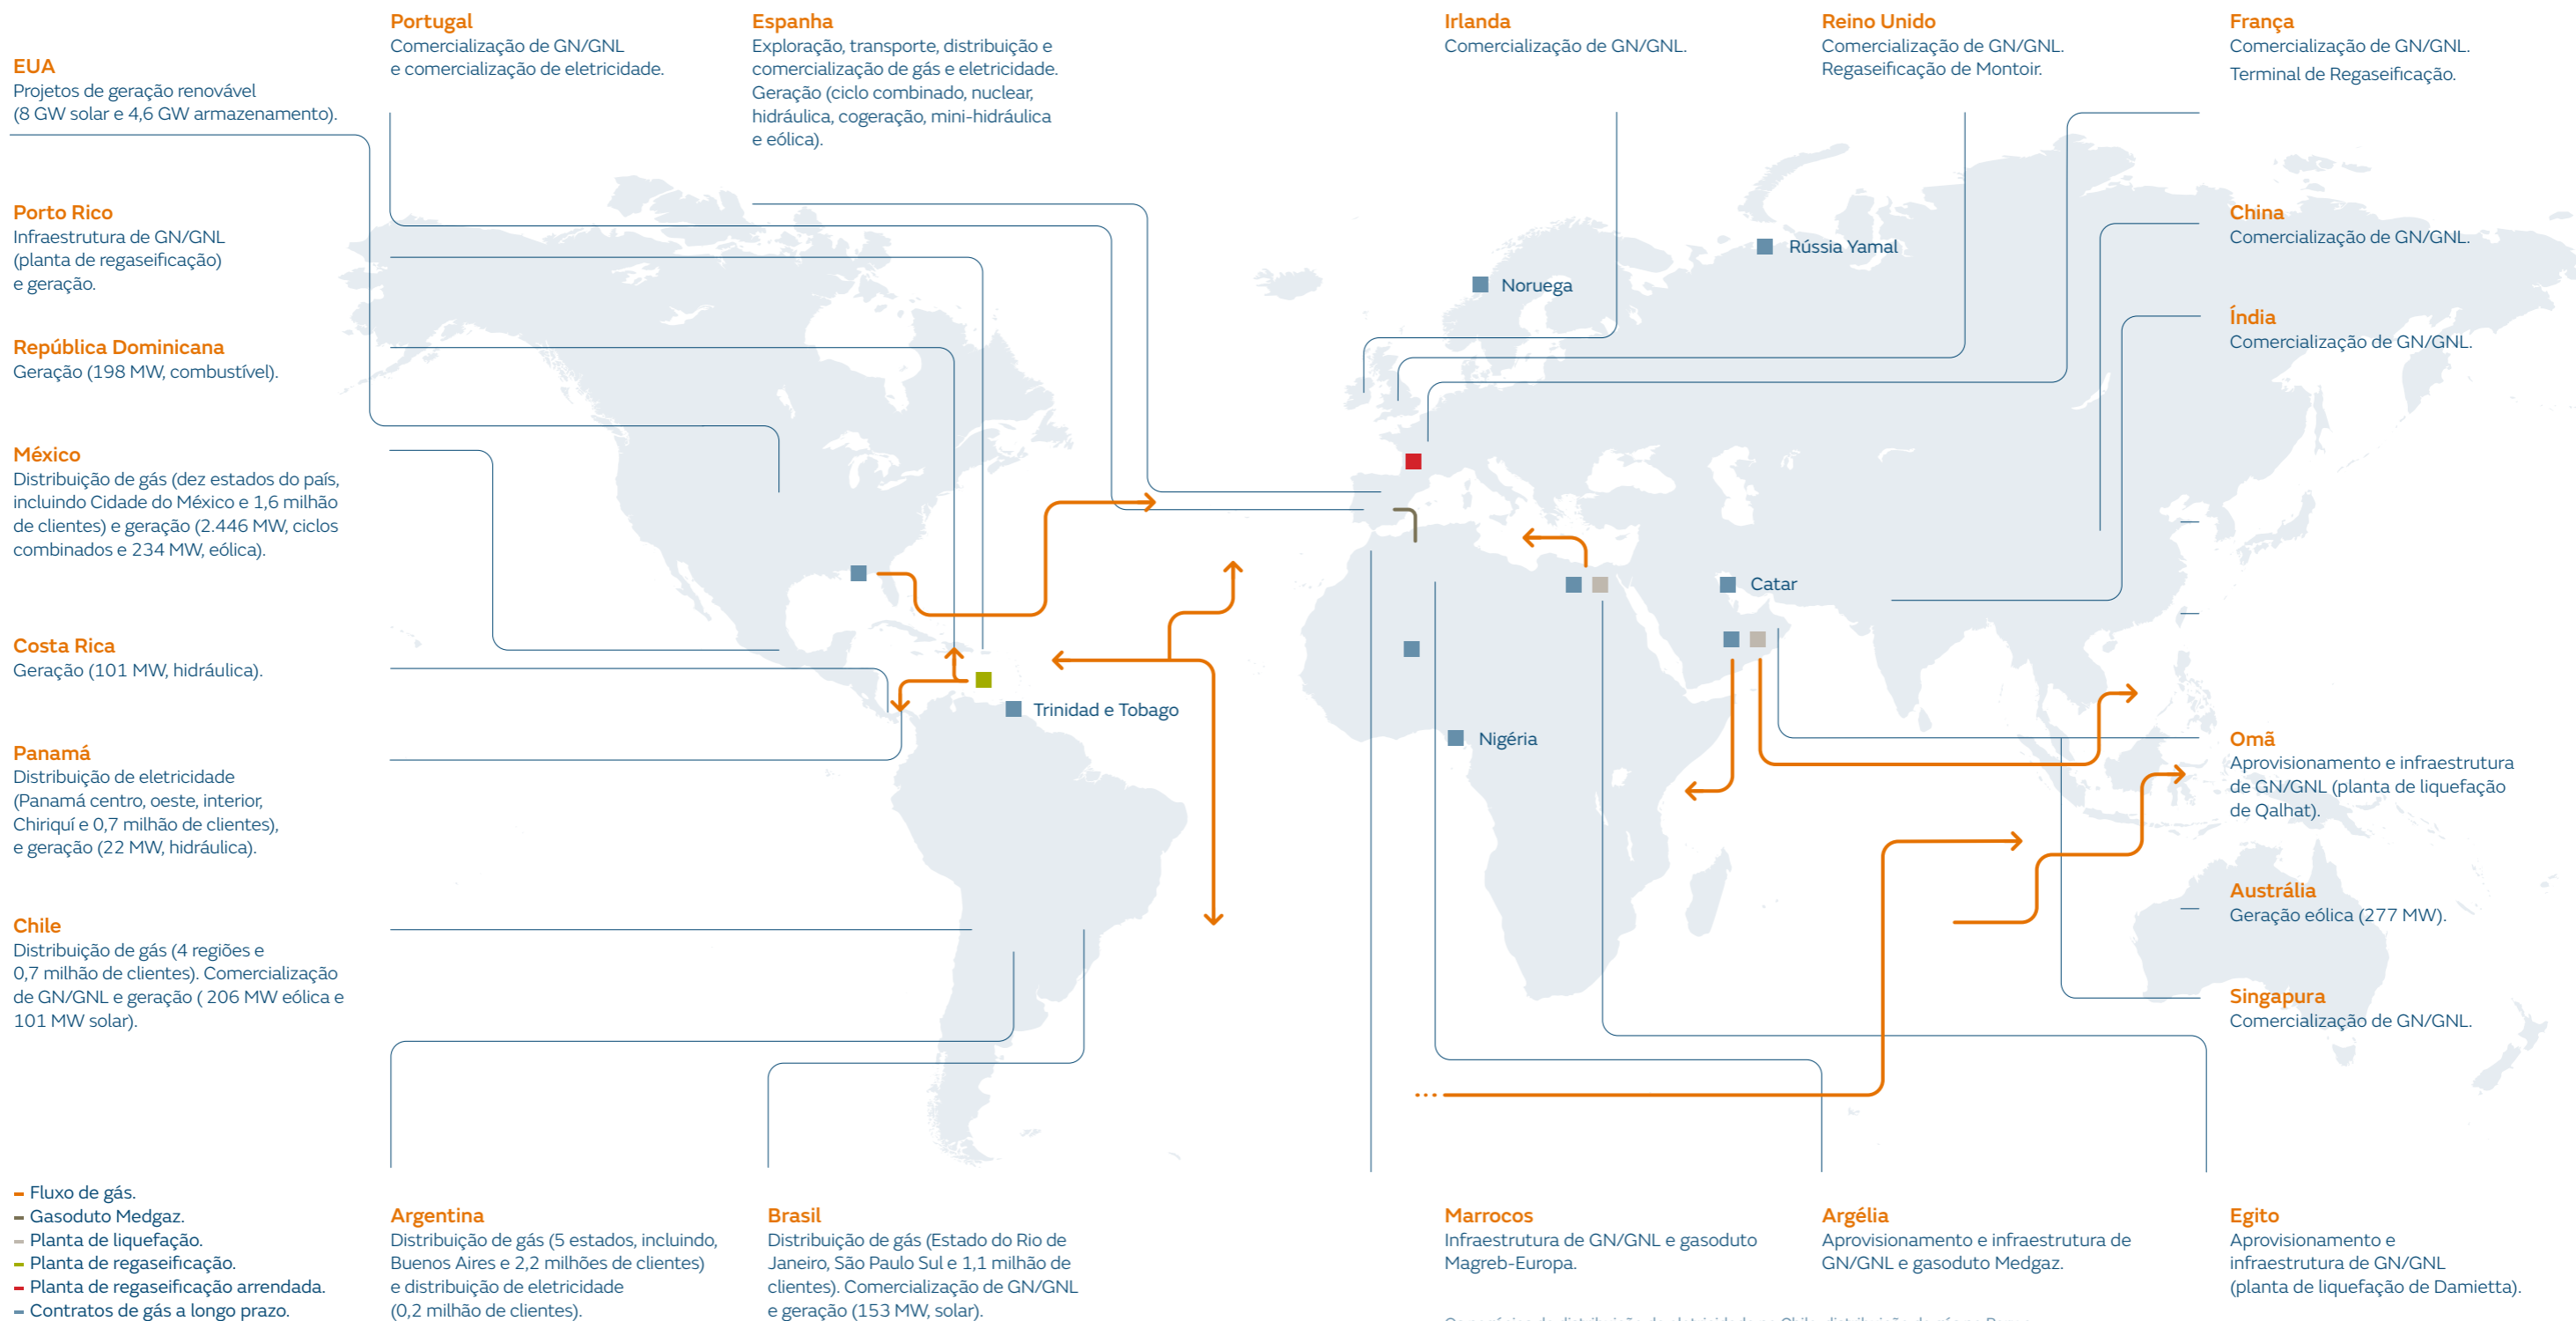 Portugal
Comercialização de GN/GNL
e comercialização de eletricidade.
Espanha
Exploração, transporte, distribuição e
comercialização de gás e eletricidade.
Geração (ciclo combinado, nuclear,
hidráulica, cogeração, mini-hidráulica
e eólica).
Irlanda
Comercialização de GN/GNL.
Reino Unido
Comercialização de GN/GNL.
Regaseificação de Montoir.
França
Comercialização de GN/GNL.
Terminal de Regaseificação.
EUA
Projetos de geração renovável
(8 GW solar e 4,6 GW armazenamento).
Porto Rico
Infraestrutura de GN/GNL
(planta de regaseificação)
e geração.
República Dominicana
Geração (198 MW, combustível).
México
Distribuição de gás (dez estados do país,
incluindo Cidade do México e 1,6 milhão
de clientes) e geração (2.446 MW, ciclos
combinados e 234 MW, eólica).
Costa Rica
Geração (101 MW, hidráulica).
Panamá
Distribuição de eletricidade
(Panamá centro, oeste, interior,
Chiriquí e 0,7 milhão de clientes),
e geração (22 MW, hidráulica).
Chile
Distribuição de gás (4 regiões e
0,7 milhão de clientes). Comercialização
de GN/GNL e geração ( 206 MW eólica e
101 MW solar).
Rússia Yamal
Noruega
Catar
Trinidad e Tobago
Nigéria
China
Comercialização de GN/GNL.
Índia
Comercialização de GN/GNL.
Omã
Aprovisionamento e infraestrutura
de GN/GNL (planta de liquefação
de Qalhat).
Austrália
Geração eólica (277 MW).
Singapura
Comercialização de GN/GNL.
Fluxo de gás.
Gasoduto Medgaz.
Planta de liquefação.
Planta de regaseificação.
Planta de regaseificação arrendada.
Contratos de gás a longo prazo.
Argentina
Distribuição de gás (5 estados, incluindo,
Buenos Aires e 2,2 milhões de clientes)
e distribuição de eletricidade
(0,2 milhão de clientes).
Brasil
Distribuição de gás (Estado do Rio de
Janeiro, São Paulo Sul e 1,1 milhão de
clientes). Comercialização de GN/GNL
e geração (153 MW, solar).
Marrocos
Infraestrutura de GN/GNL e gasoduto
Magreb-Europa.
Argélia
Aprovisionamento e infraestrutura de
GN/GNL e gasoduto Medgaz.
Egito
Aprovisionamento e
infraestrutura de GN/GNL
(planta de liquefação de Damietta).